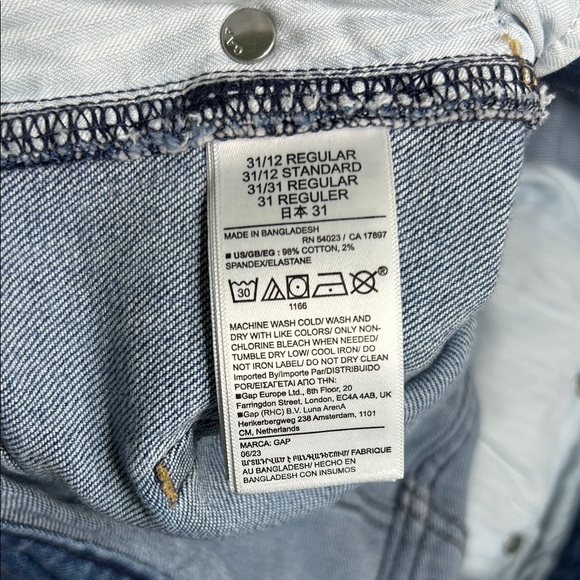 GAP
31/12 REGULAR
31/12 STANDARD
31/31 REGULAR
31 REGULER
日本 31
MADE IN BANGLADESH
RN 54023 / CA 17897
■ US/GB/EG : 98% COTTON, 2%
SPANDEX/ELASTANE
30
®
1166
MACHINE WASH COLD/ WASH AND
DRY WITH LIKE COLORS/ ONLY NON-
CHLORINE BLEACH WHEN NEEDED/
TUMBLE DRY LOW/ COOL IRON/ DO
NOT IRON LABEL/ DO NOT DRY CLEAN
Imported By/Importe Par/DISTRIBUIDO
POR/ΕΙΣΑΓΕΤΑΙ ΑΠΟ ΤΗΝ:
■Gap Europe Ltd., 8th Floor, 20
Farringdon Street, London, EC4A 4AB, UK
■Gap (RHC) B.V. Luna ArenA
Herikerbergweg 238 Amsterdam, 1101
CM, Netherlands
MARCA: GAP
06/23
ԱՐՏԱԴՐՎԱԾ Է ԲԱՆԳԼԱԴԵՇՈՒՄ/ FABRIQUE
AU BANGLADESH/ HECHO EN
BANGLADESH CON INSUMOS